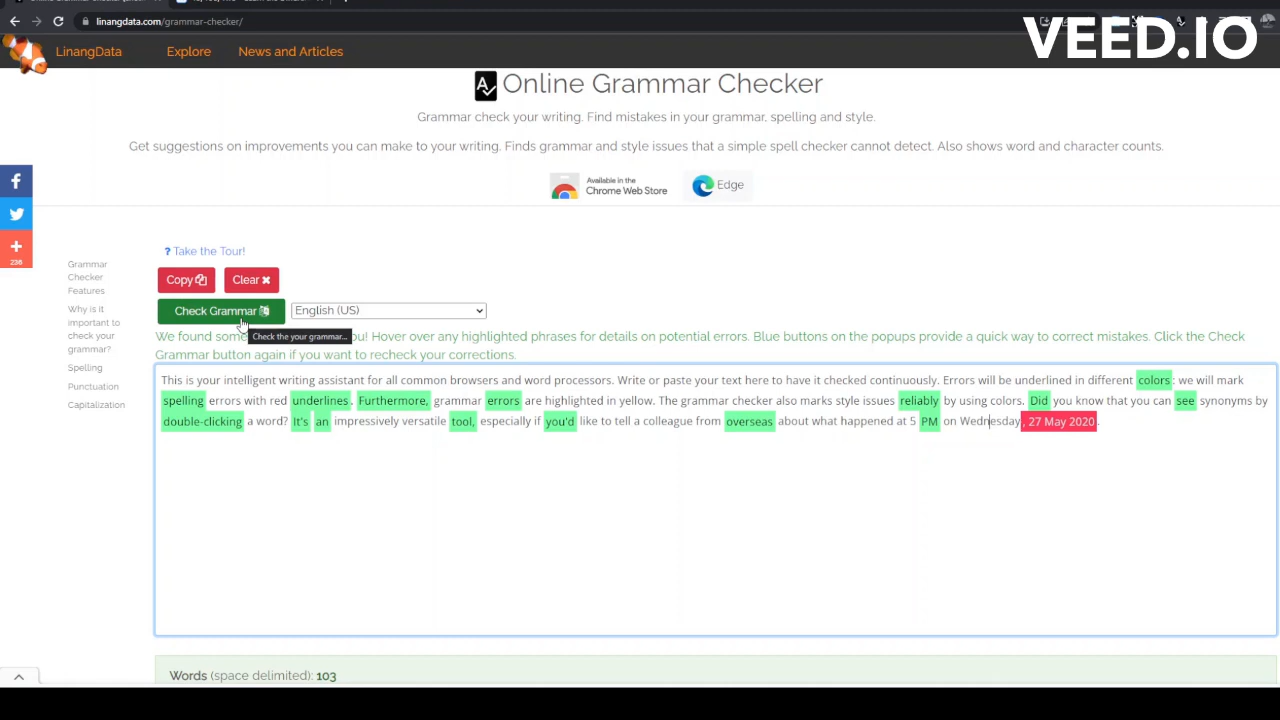 linangdata.com/grammar-checker/
VEED.IO
LinangData Explore News and Articles
Online Grammar Checker
Grammar check your writing. Find mistakes in your grammar, spelling and style.
Get suggestions on improvements you can make to your writing. Finds grammar and style issues that a simple spell checker cannot detect. Also shows word and character counts.
Available in the
Chrome Web Store
Edge
236
? Take the Tour!
Grammar
Checker
Features
Why is it
important to
check your
grammar?
Spelling
Punctuation
Capitalization
Copy Clear
Check Grammar English (US)
Check the your grammar...
We found some you! Hover over any highlighted phrases for details on potential errors. Blue buttons on the popups provide a quick way to correct mistakes. Click the Check
Grammar button again if you want to recheck your corrections.
This is your intelligent writing assistant for all common browsers and word processors. Write or paste your text here to have it checked continuously. Errors will be underlined in different colors: we will mark
spelling errors with red underlines. Furthermore, grammar errors are highlighted in yellow. The grammar checker also marks style issues reliably by using colors. Did you know that you can see synonyms by
double-clicking a word? It's an impressively versatile tool, especially if you'd like to tell a colleague from overseas about what happened at 5 PM on Wednesday, 27 May 2020.
Words (space delimited): 103